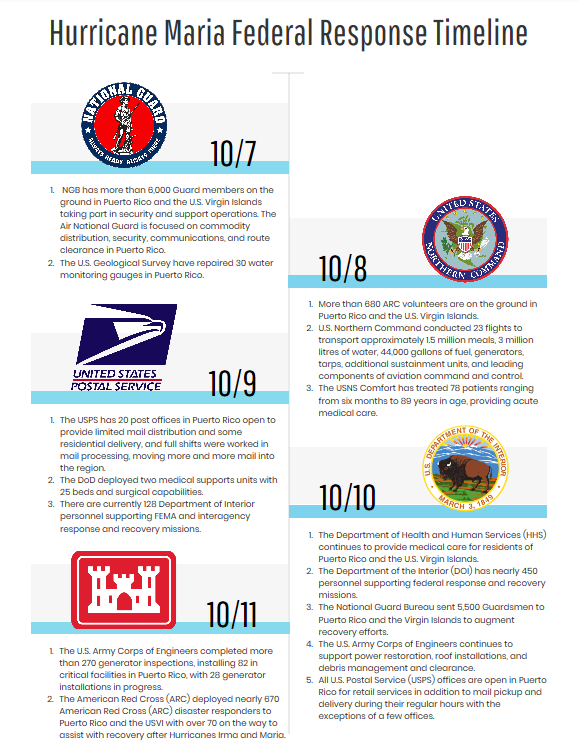 Hurricane Maria Federal Response Timeline
NATIONAL GUARD
ALWAYS READY ALWAYS THERE
10/7
1. NGB has more than 6,000 Guard members on the
ground in Puerto Rico and the U.S. Virgin Islands
taking part in security and support operations. The
Air National Guard is focused on commodity
distribution, security, communications, and route
clearance in Puerto Rico.
2. The U.S. Geological Survey have repaired 30 water
monitoring gauges in Puerto Rico.
UNITED STATES
NORTHERN COMMAND
10/8
1. More than 680 ARC volunteers are on the ground in
Puerto Rico and the U.S. Virgin Islands.
2. U.S. Northern Command conducted 23 flights to
transport approximately 1.5 million meals, 3 million
litres of water, 44,000 gallons of fuel, generators,
tarps, additional sustainment units, and leading
components of aviation command and control.
3. The USNS Comfort has treated 78 patients ranging
from six months to 89 years in age, providing acute
medical care.
UNITED STATES
POSTAL SERVICE
10/9
1. The USPS has 20 post offices in Puerto Rico open to
provide limited mail distribution and some
residential delivery, and full shifts were worked in
mail processing, moving more and more mail into
the region.
2. The DoD deployed two medical supports units with
25 beds and surgical capabilities.
3. There are currently 128 Department of Interior
personnel supporting FEMA and interagency
response and recovery missions.
U.S. DEPARTMENT OF THE INTERIOR
MARCH 3, 1849
10/10
1. The Department of Health and Human Services (HHS)
continues to provide medical care for residents of
Puerto Rico and the U.S. Virgin Islands.
2. The Department of the Interior (DOI) has nearly 450
personnel supporting federal response and recovery
missions.
3. The National Guard Bureau sent 5,500 Guardsmen to
Puerto Rico and the Virgin Islands to augment
recovery efforts.
4. The U.S. Army Corps of Engineers continues to
support power restoration, roof installations, and
debris management and clearance.
5. All U.S. Postal Service (USPS) offices are open in Puerto
Rico for retail services in addition to mail pickup and
delivery during their regular hours with the
exceptions of a few offices.
10/11
1. The U.S. Army Corps of Engineers completed more
than 270 generator inspections, installing 82 in
critical facilities in Puerto Rico, with 28 generator
installations in progress.
2. The American Red Cross (ARC) deployed nearly 670
American Red Cross (ARC) disaster responders to
Puerto Rico and the USVI with over 70 on the way to
assist with recovery after Hurricanes Irma and Maria.